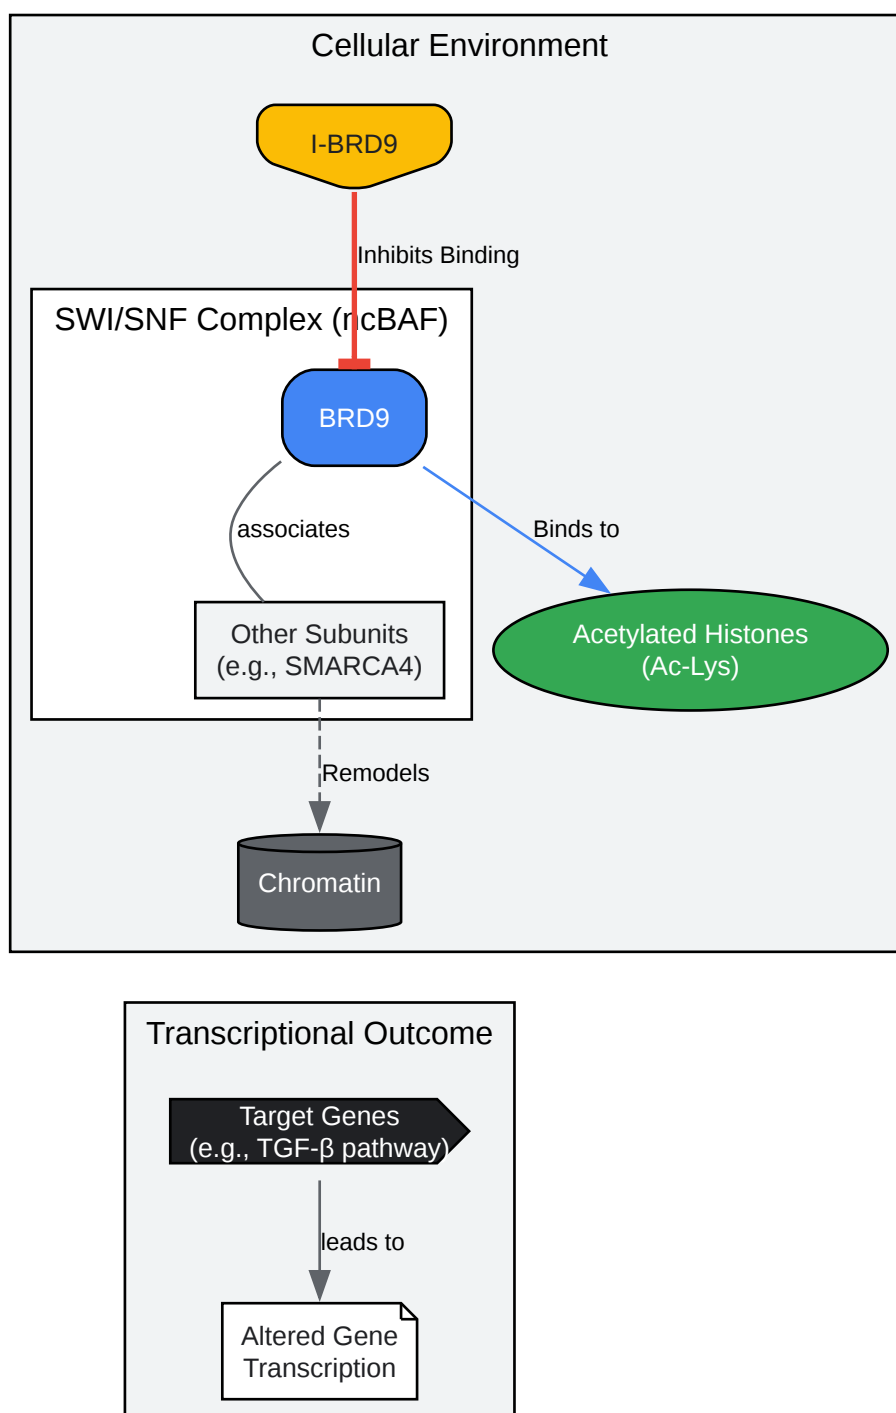 Cellular Environment
I-BRD9
Inhibits Binding
SWI/SNF Complex (ncBAF)
BRD9
associates
Binds to
Other Subunits
(e.g., SMARCA4)
Acetylated Histones
(Ac-Lys)
Remodels
Chromatin
Transcriptional Outcome
Target Genes
(e.g., TGF-β pathway)
leads to
Altered Gene
Transcription